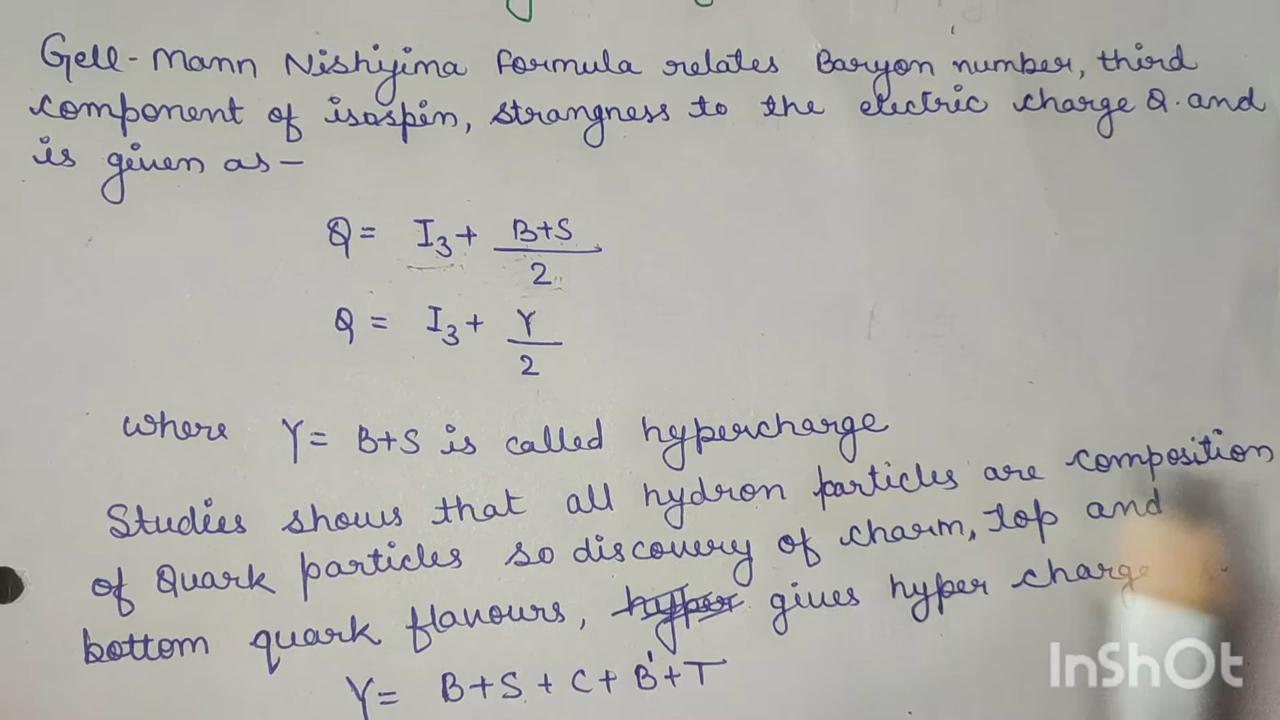 Gell-Mann Nishijima formula relates Baryon number, third
component of isospin, strangness to the electric charge Q. and
is given as —
Q = I₃ + (B+S)/2
Q = I₃ + Y/2
where Y = B+S is called hypercharge
Studies shows that all hydron particles are composition
of Quark particles so discovery of charm, top and
bottom quark flavours, gives hyper charge
Y = B+S+C+B'+T
InShOt